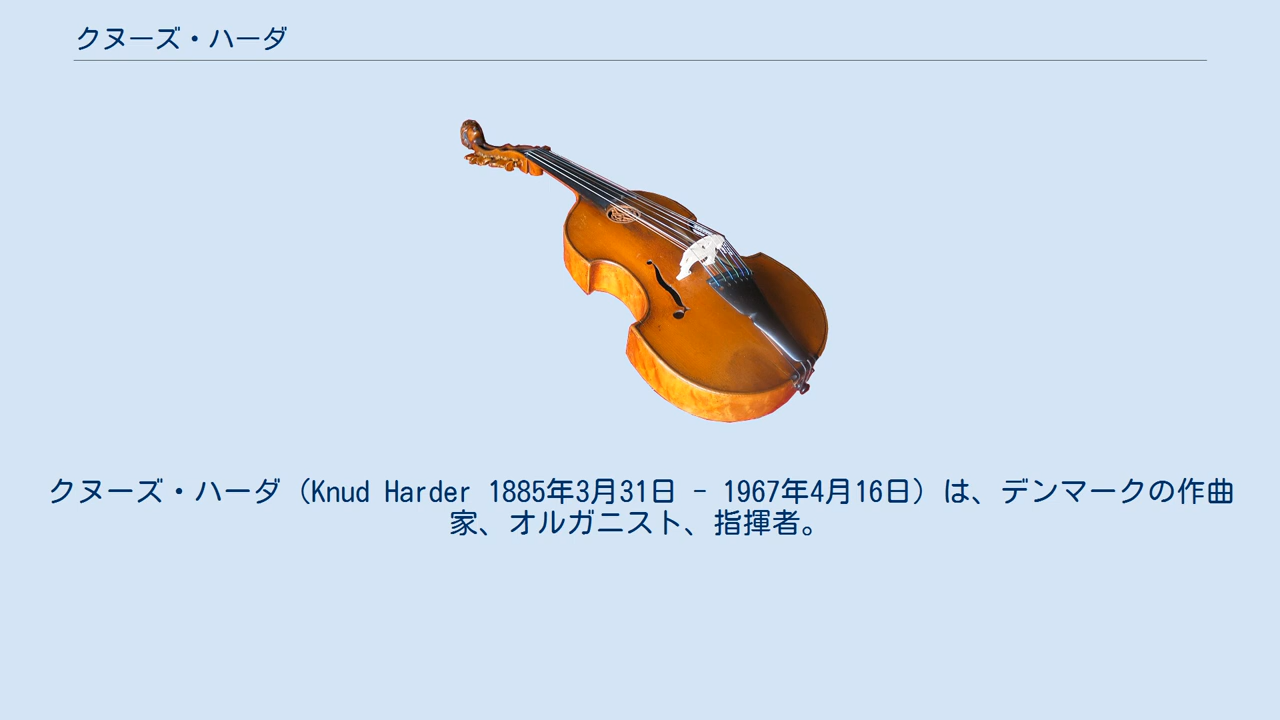 クヌーズ・ハーダ
クヌーズ・ハーダ（Knud Harder 1885年3月31日 - 1967年4月16日）は、デンマークの作曲
家、オルガニスト、指揮者。